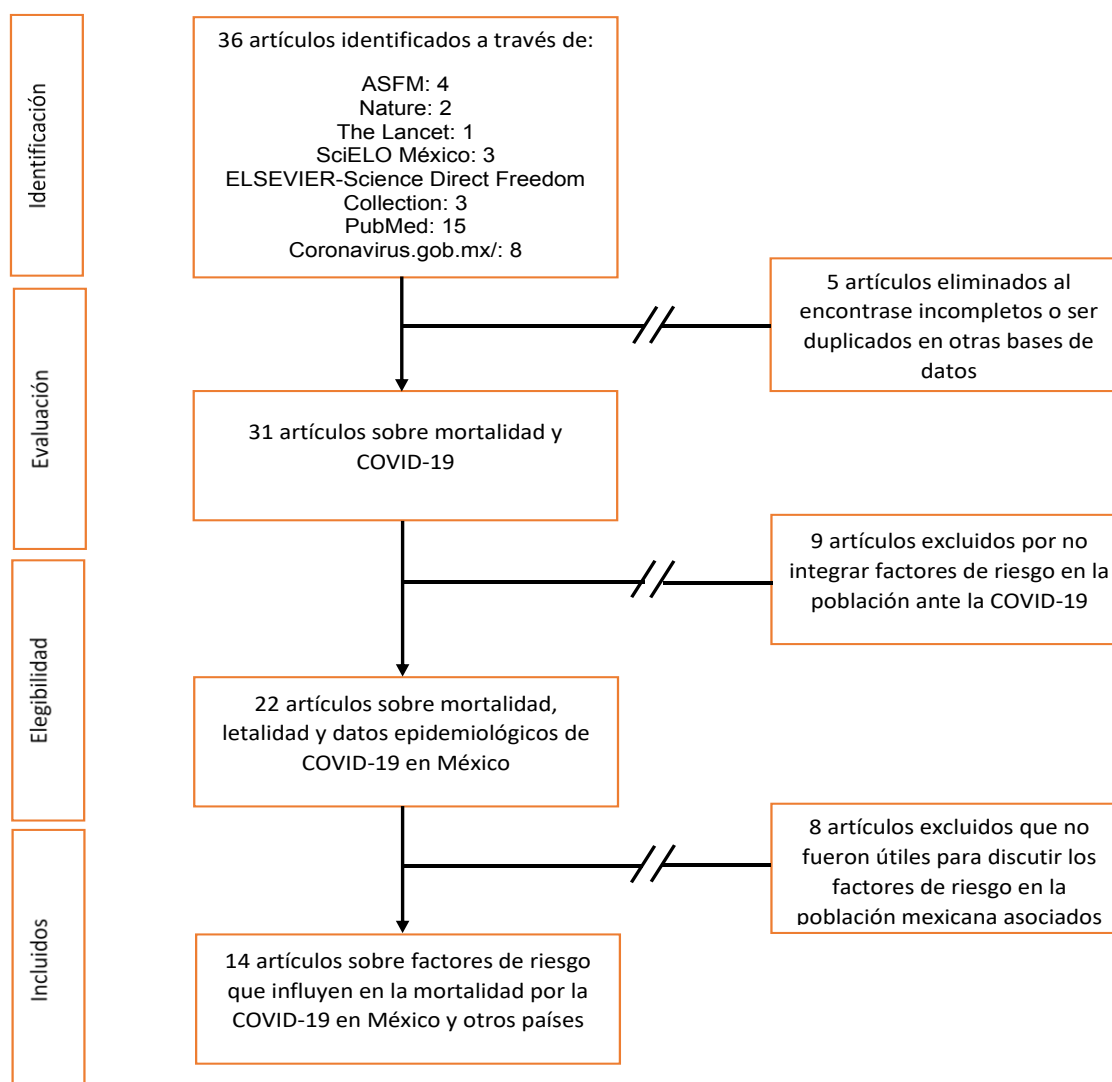 Identificación
36 artículos identificados a través de:
ASFM: 4
Nature: 2
The Lancet: 1
SciELO México: 3
ELSEVIER-Science Direct Freedom
Collection: 3
PubMed: 15
Coronavirus.gob.mx/: 8
5 artículos eliminados al
encontrase incompletos o ser
duplicados en otras bases de
datos
Evaluación
31 artículos sobre mortalidad y
COVID-19
9 artículos excluidos por no
integrar factores de riesgo en la
población ante la COVID-19
Elegibilidad
22 artículos sobre mortalidad,
letalidad y datos epidemiológicos de
COVID-19 en México
8 artículos excluidos que no
fueron útiles para discutir los
factores de riesgo en la
población mexicana asociados
Incluidos
14 artículos sobre factores de riesgo
que influyen en la mortalidad por la
COVID-19 en México y otros países